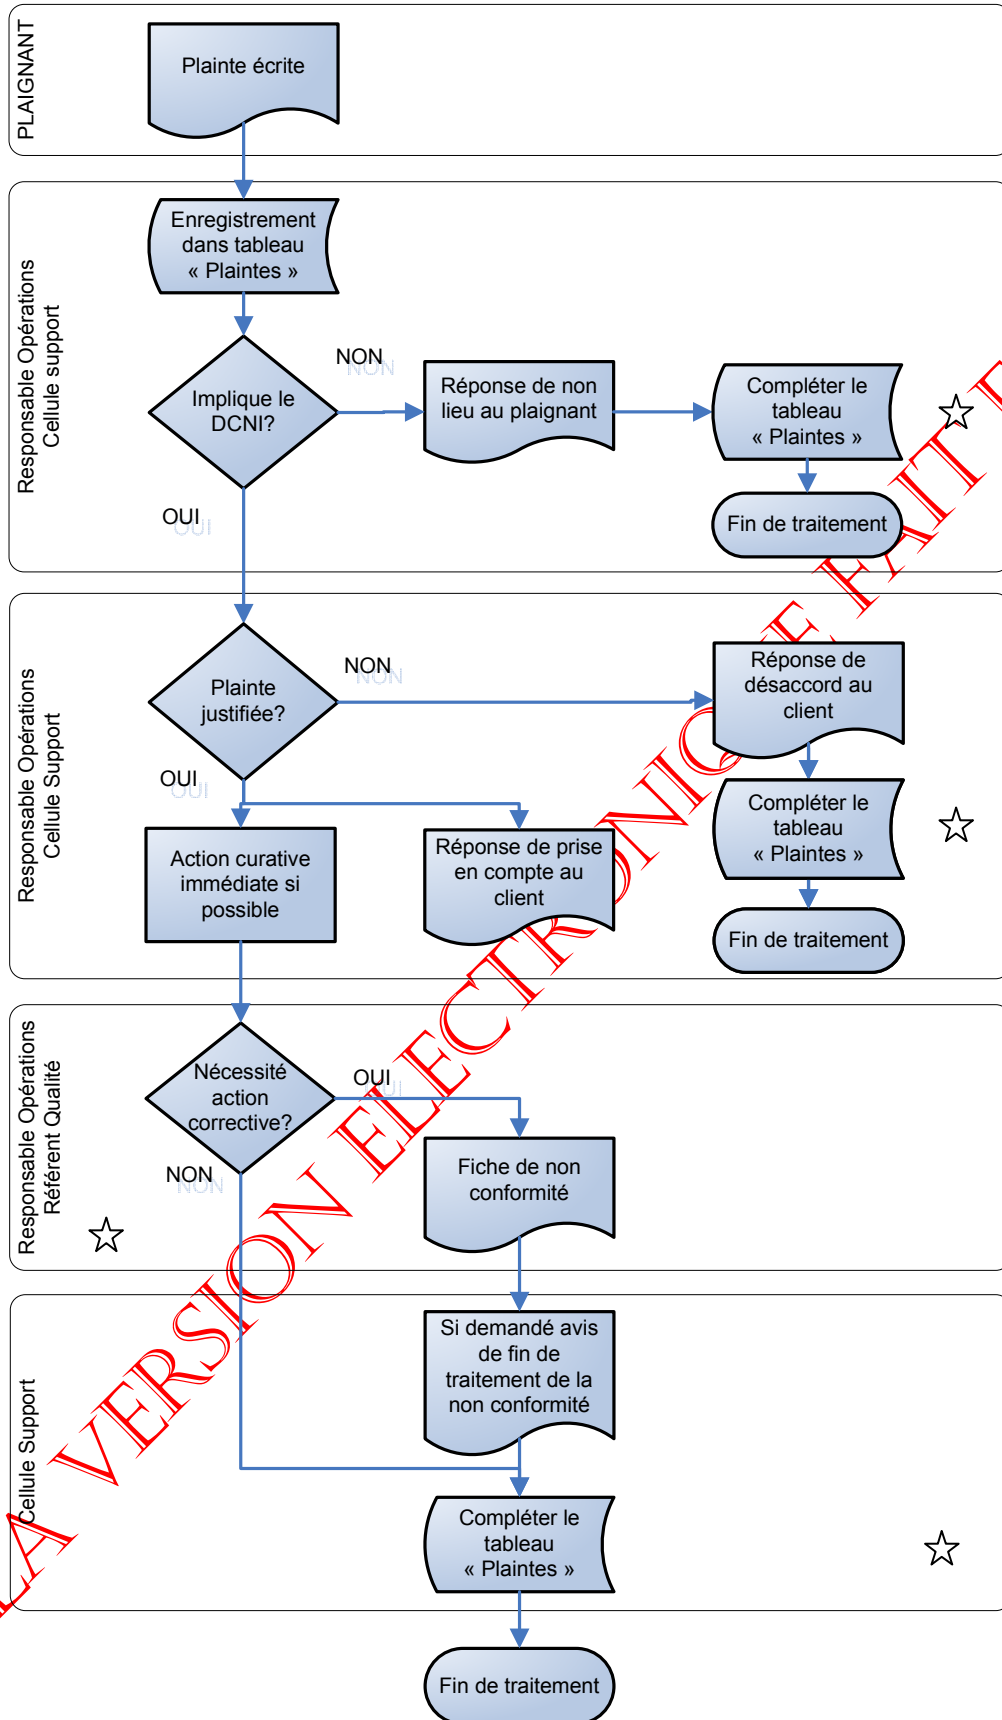 PLAIGNANT
Plainte écrite
Responsable Opérations
Cellule support
Enregistrement
dans tableau
« Plaintes »
Implique le
DCNI?
NON
Réponse de non
lieu au plaignant
Compléter le
tableau
« Plaintes »
Fin de traitement
OUI
Responsable Opérations
Cellule Support
Plainte
justifiée?
NON
Réponse de
désaccord au
client
OUI
Action curative
immédiate si
possible
Réponse de prise
en compte au
client
Compléter le
tableau
« Plaintes »
Fin de traitement
Responsable Opérations
Référent Qualité
Nécessité
action
corrective?
OUI
NON
Fiche de non
conformité
Cellule Support
Si demandé avis
de fin de
traitement de la
non conformité
Compléter le
tableau
« Plaintes »
Fin de traitement
LA VERSION ELECTRONIQUE FAIT